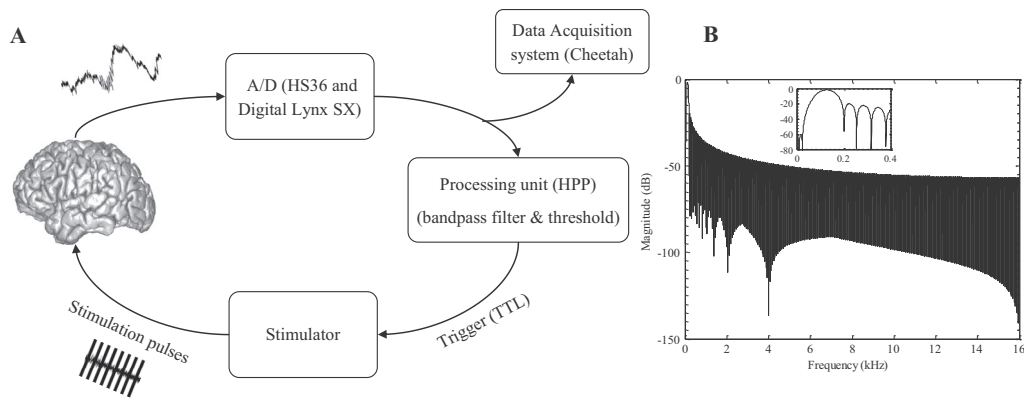 A
A/D (HS36 and
Digital Lynx SX)
Data Acquisition
system (Cheetah)
Processing unit (HPP)
(bandpass filter & threshold)
Trigger (TTL)
Stimulator
Stimulation pulses
B
Magnitude (dB)
0
-50
-100
-150
0
-20
-40
-60
-80
0 0.2 0.4
0 2 4 6 8 10 12 14 16
Frequency (kHz)